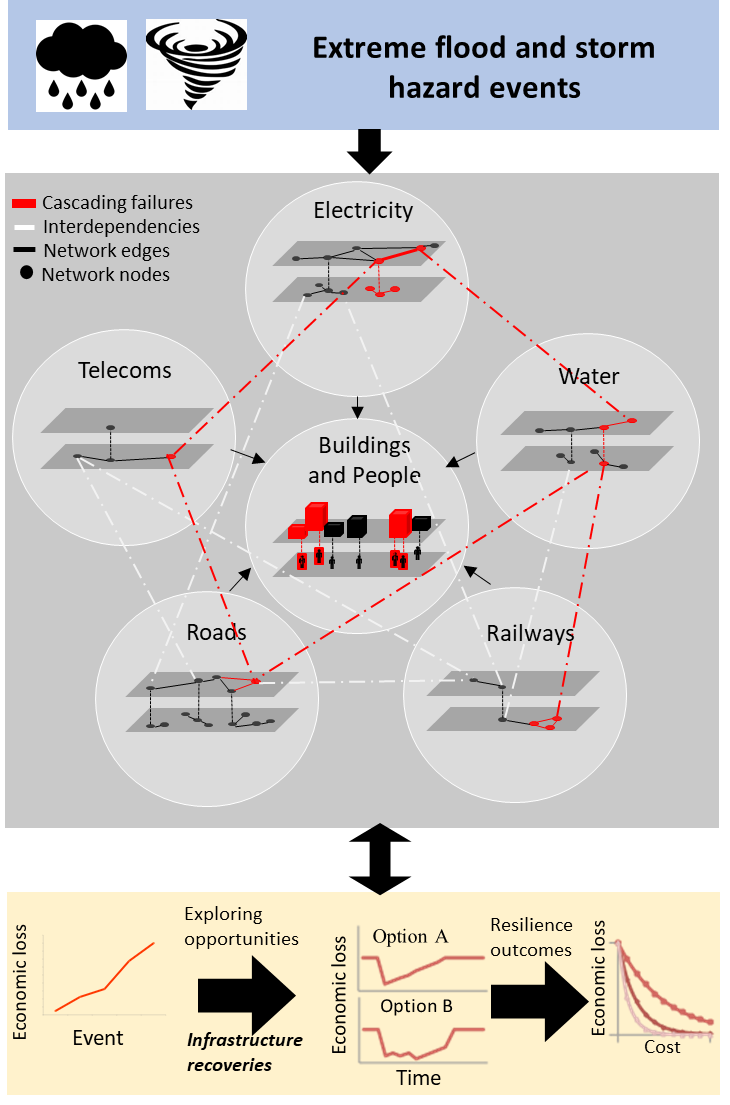 Extreme flood and storm
hazard events
Cascading failures
Interdependencies
Network edges
Network nodes
Electricity
Telecoms
Water
Buildings
and People
Roads
Railways
Economic loss
Event
Exploring
opportunities
Infrastructure
recoveries
Economic loss
Option A
Option B
Time
Resilience
outcomes
Economic loss
Cost